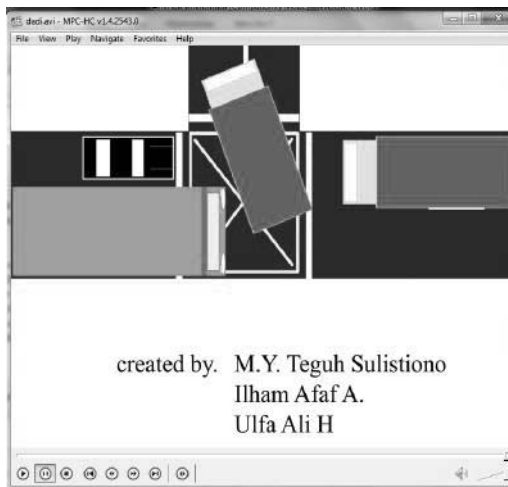 dedi.avi - MPC-HC v1.4.2543.0
File View Play Navigate Favorites Help
created by. M.Y. Teguh Sulistiono
Ilham Afaf A.
Ulfa Ali H